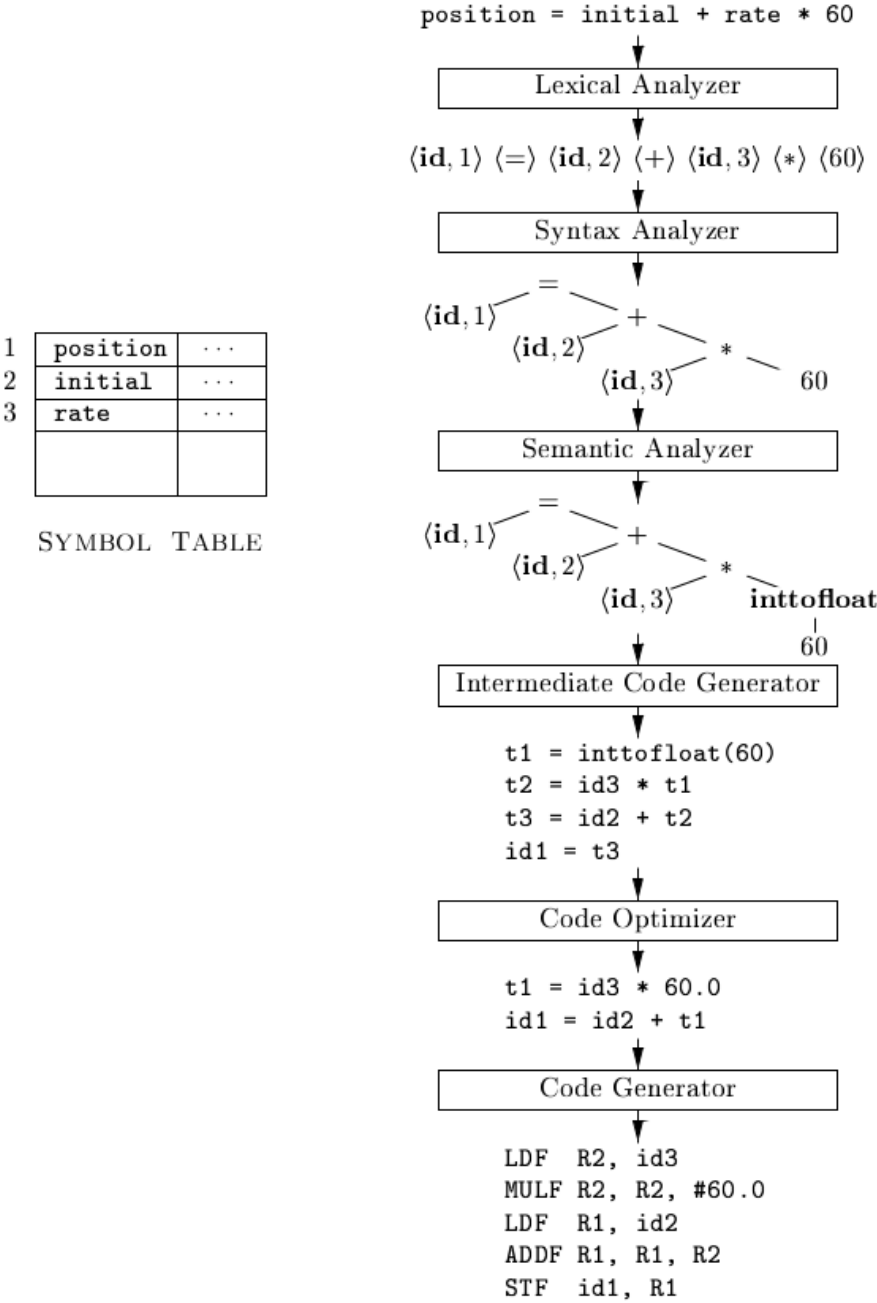 position = initial + rate * 60
Lexical Analyzer
⟨id, 1⟩ ⟨=⟩ ⟨id, 2⟩ ⟨+⟩ ⟨id, 3⟩ ⟨*⟩ ⟨60⟩
Syntax Analyzer
=
⟨id, 1⟩ +
⟨id, 2⟩ *
⟨id, 3⟩ 60
1 position ···
2 initial ···
3 rate ···
SYMBOL TABLE
Semantic Analyzer
=
⟨id, 1⟩ +
⟨id, 2⟩ *
⟨id, 3⟩ inttofloat
60
Intermediate Code Generator
t1 = inttofloat(60)
t2 = id3 * t1
t3 = id2 + t2
id1 = t3
Code Optimizer
t1 = id3 * 60.0
id1 = id2 + t1
Code Generator
LDF R2, id3
MULF R2, R2, #60.0
LDF R1, id2
ADDF R1, R1, R2
STF id1, R1